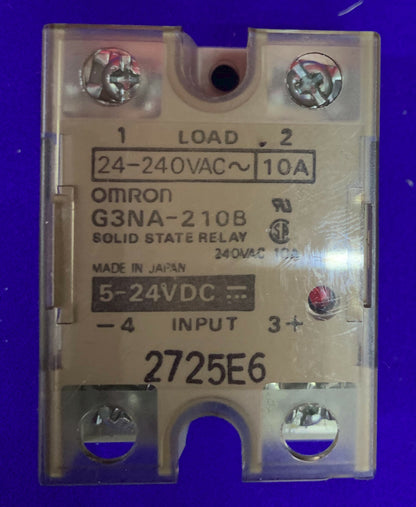 1 LOAD 2
24-240VAC~ 10A
OMRON
G3NA-210B
SOLID STATE RELAY
240VAC 10A
MADE IN JAPAN
5-24VDC
-4 INPUT 3+
2725E6